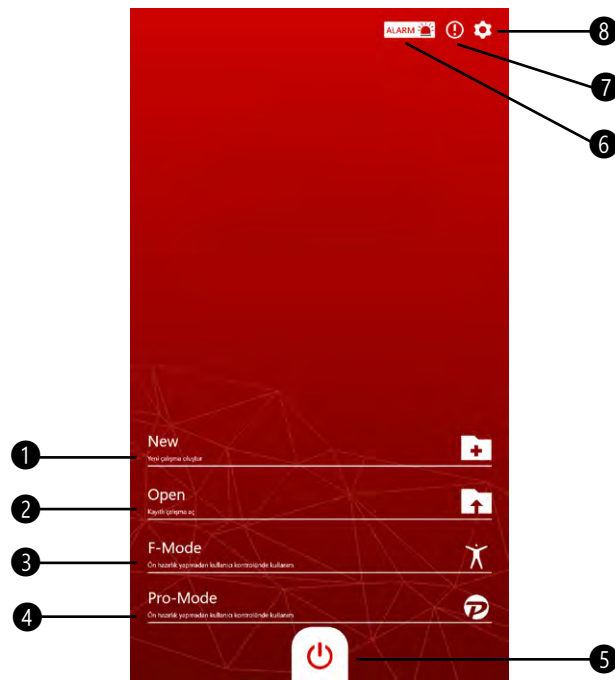 ALARM
8
7
6
New
Yeni çalışma oluştur
1
Open
Kayıtlı çalışma aç
2
F-Mode
Ön hazırlık yapmadan kullanıcı kontrolünde kullanım
3
Pro-Mode
Ön hazırlık yapmadan kullanıcı kontrolünde kullanım
4
5